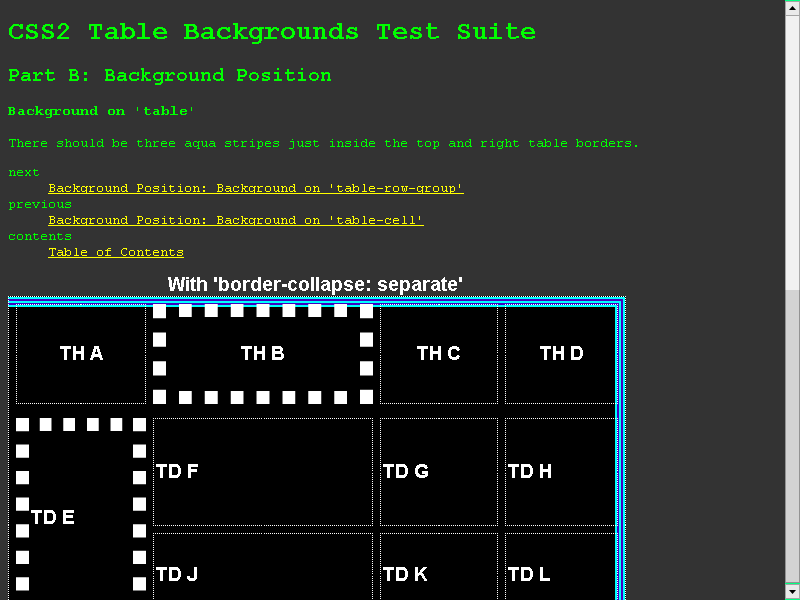 CSS2 Table Backgrounds Test Suite
Part B: Background Position
Background on 'table'
There should be three aqua stripes just inside the top and right table borders.
next
Background Position: Background on 'table-row-group'
previous
Background Position: Background on 'table-cell'
contents
Table of Contents
With 'border-collapse: separate'
TH A TH B TH C TH D
TD F TD G TD H
TD E
TD J TD K TD L